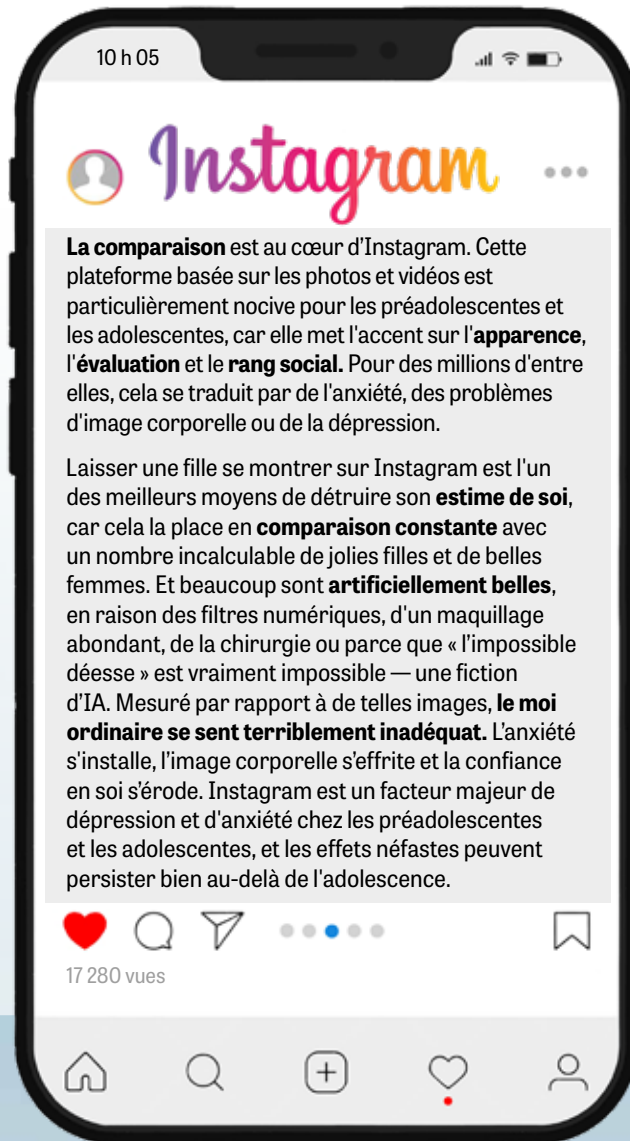 10 h 05
Instagram
La comparaison est au cœur d’Instagram. Cette
plateforme basée sur les photos et vidéos est
particulièrement nocive pour les préadolescentes et
les adolescentes, car elle met l'accent sur l'apparence,
l'évaluation et le rang social. Pour des millions d'entre
elles, cela se traduit par de l'anxiété, des problèmes
d'image corporelle ou de la dépression.
Laisser une fille se montrer sur Instagram est l'un
des meilleurs moyens de détruire son estime de soi,
car cela la place en comparaison constante avec
un nombre incalculable de jolies filles et de belles
femmes. Et beaucoup sont artificiellement belles,
en raison des filtres numériques, d'un maquillage
abondant, de la chirurgie ou parce que « l’impossible
déesse » est vraiment impossible — une fiction
d’IA. Mesuré par rapport à de telles images, le moi
ordinaire se sent terriblement inadéquat. L’anxiété
s'installe, l’image corporelle s’effrite et la confiance
en soi s’érode. Instagram est un facteur majeur de
dépression et d'anxiété chez les préadolescentes
et les adolescentes, et les effets néfastes peuvent
persister bien au-delà de l'adolescence.
17 280 vues